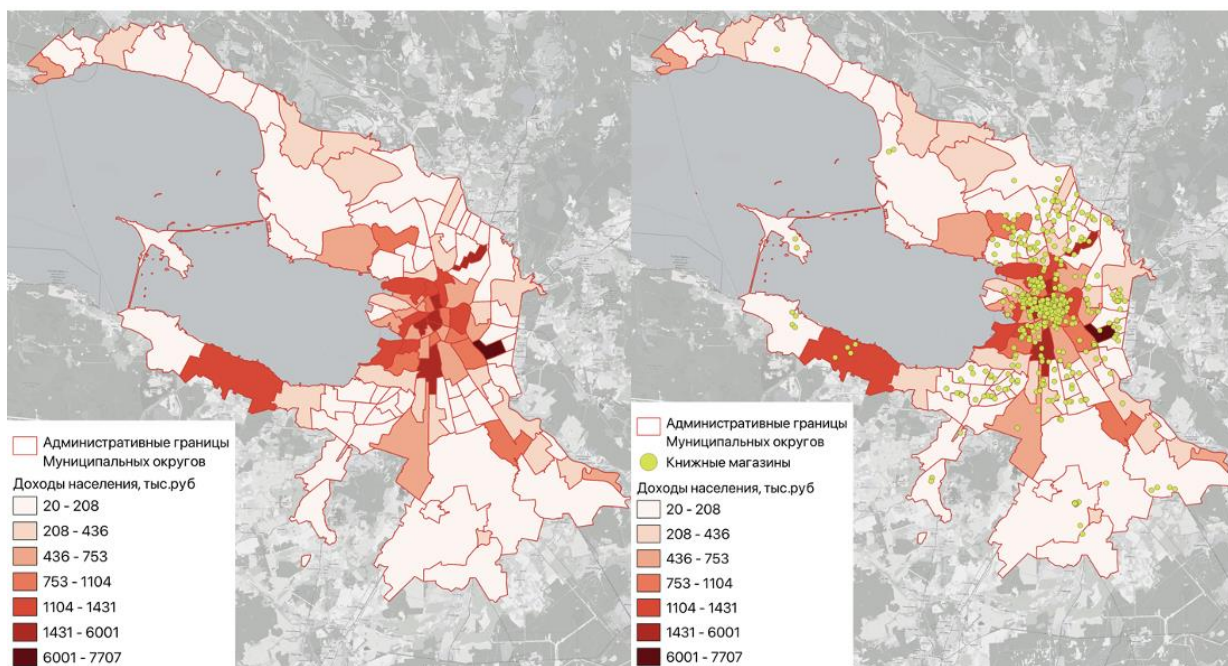 Административные границы
Муниципальных округов
Доходы населения, тыс.руб
20 - 208
208 - 436
436 - 753
753 - 1104
1104 - 1431
1431 - 6001
6001 - 7707
Административные границы
Муниципальных округов
Книжные магазины
Доходы населения, тыс.руб
20 - 208
208 - 436
436 - 753
753 - 1104
1104 - 1431
1431 - 6001
6001 - 7707